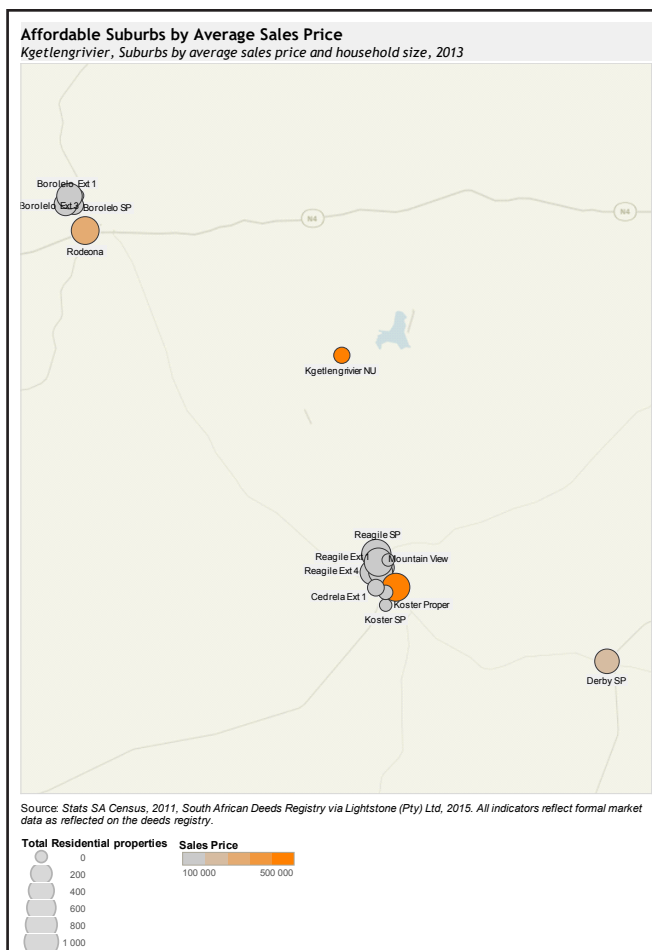 Affordable Suburbs by Average Sales Price
Kgetlengrivier, Suburbs by average sales price and household size, 2013
Borolelo Ext 1
Borolelo Ext 3
Borolelo SP
N4
N4
Rodeona
Kgetlengrivier NU
Reagile SP
Reagile Ext 1
Mountain View
Reagile Ext 4
Cedrela Ext 1
Koster Proper
Koster SP
Derby SP
Source: Stats SA Census, 2011, South African Deeds Registry via Lightstone (Pty) Ltd, 2015. All indicators reflect formal market
data as reflected on the deeds registry.
Total Residential properties
0
200
400
600
800
1 000
Sales Price
100 000
500 000